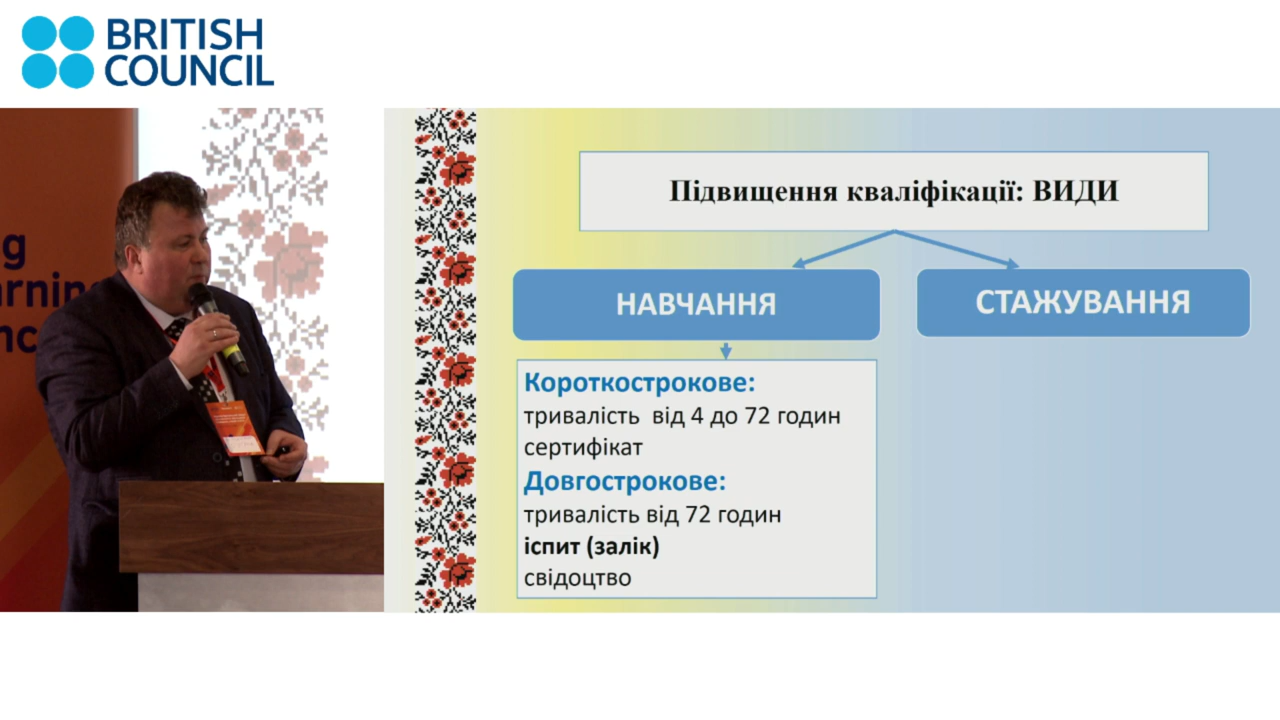 BRITISH
COUNCIL
Підвищення кваліфікації: ВИДИ
НАВЧАННЯ
СТАЖУВАННЯ
Короткострокове:
тривалість від 4 до 72 годин
сертифікат
Довгострокове:
тривалість від 72 годин
іспит (залік)
свідоцтво